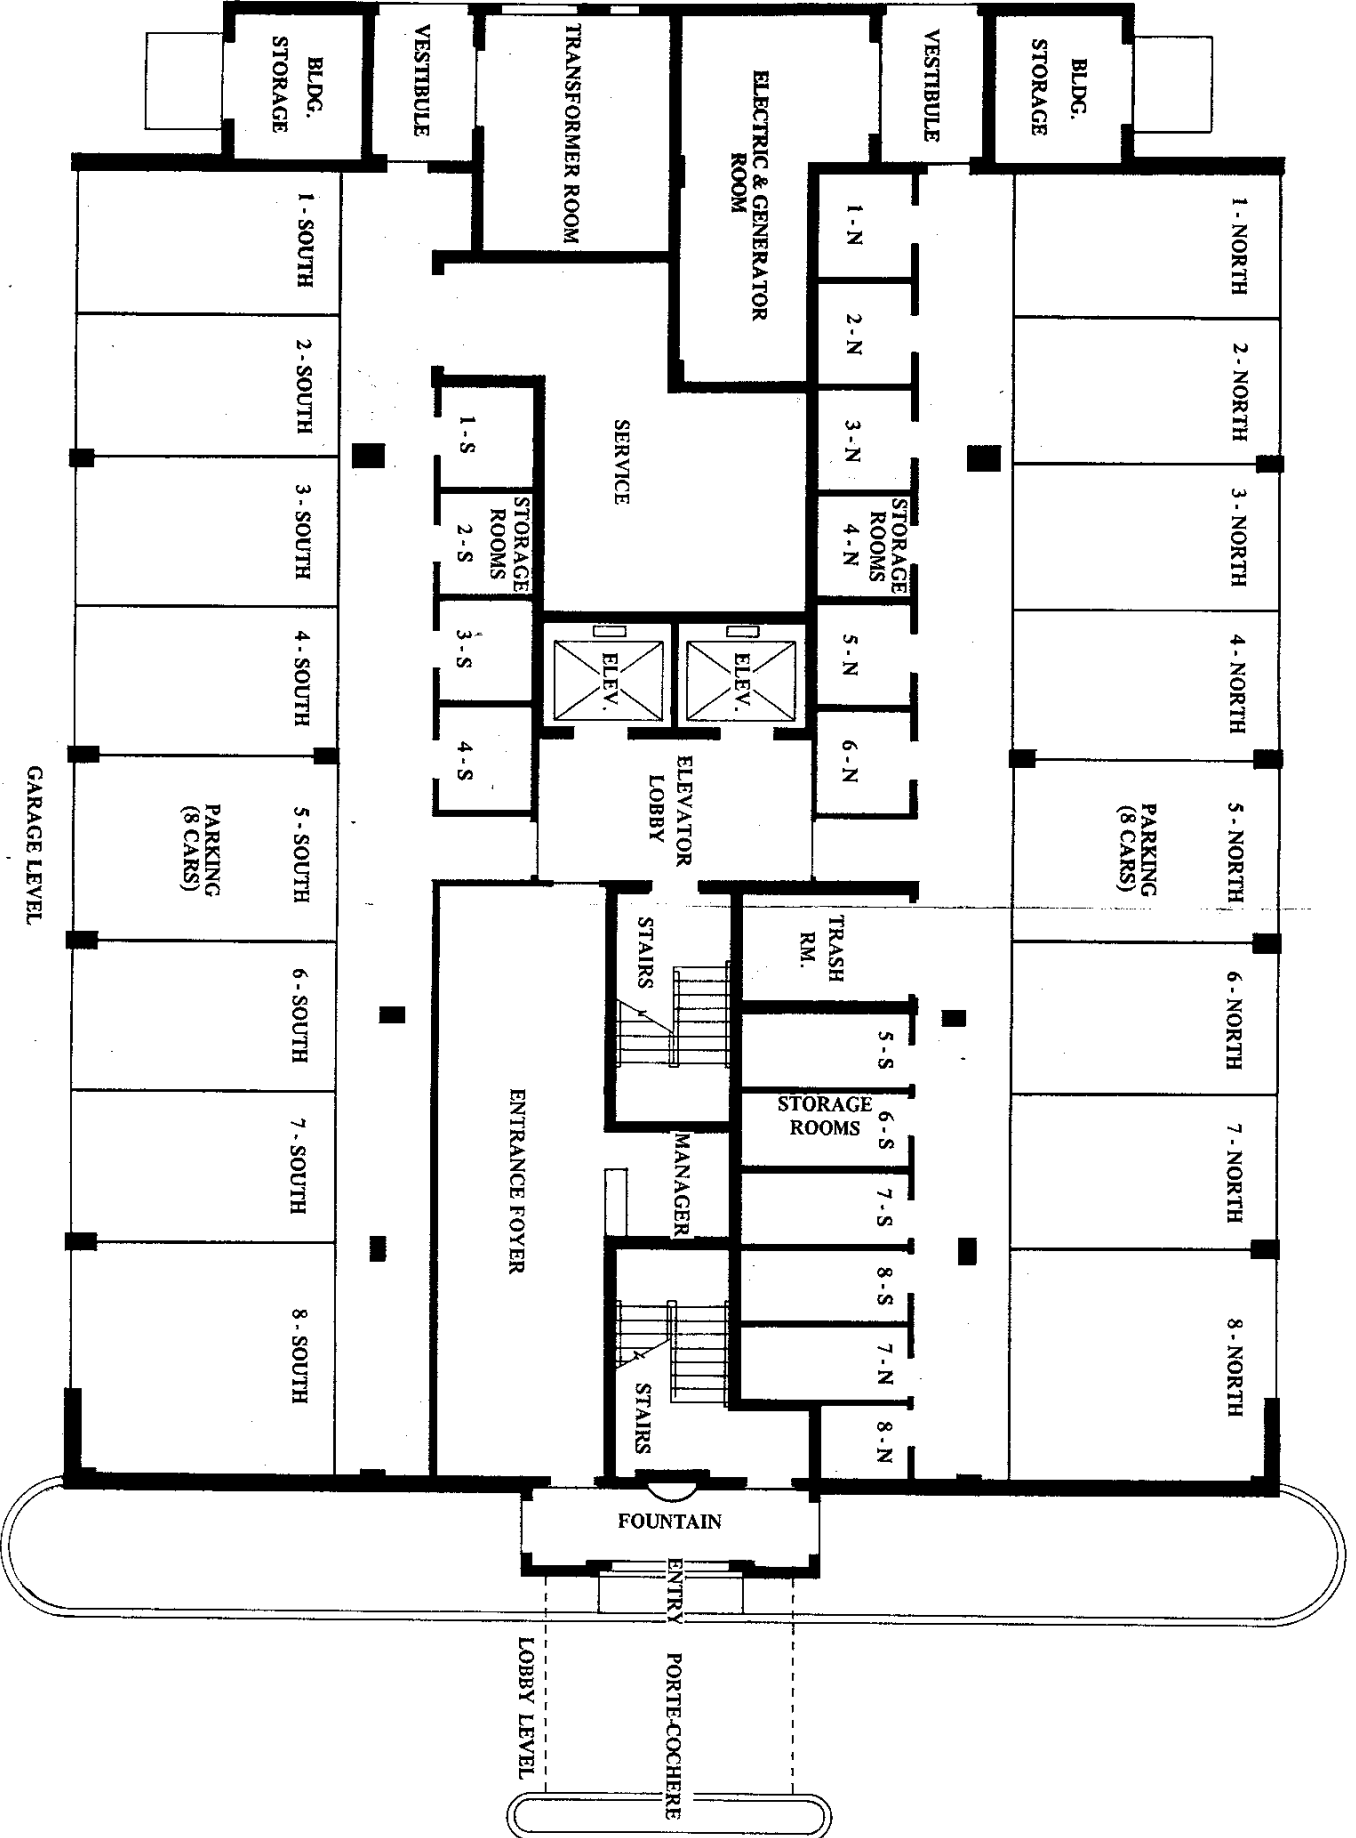 BLDG.
STORAGE
VESTIBULE
TRANSFORMER ROOM
ELECTRIC & GENERATOR
ROOM
VESTIBULE
BLDG.
STORAGE
1 - SOUTH
2 - SOUTH
3 - SOUTH
4 - SOUTH
5 - SOUTH
PARKING
(8 CARS)
6 - SOUTH
7 - SOUTH
8 - SOUTH
GARAGE LEVEL
1 - S
2 - S
STORAGE
ROOMS
3 - S
4 - S
SERVICE
ELEV.
ELEV.
ELEVATOR
LOBBY
1 - N
2 - N
3 - N
4 - N
STORAGE
ROOMS
5 - N
6 - N
1 - NORTH
2 - NORTH
3 - NORTH
4 - NORTH
5 - NORTH
PARKING
(8 CARS)
6 - NORTH
7 - NORTH
8 - NORTH
STAIRS
TRASH
RM.
ENTRANCE FOYER
MANAGER
STAIRS
5 - S
STORAGE
ROOMS
6 - S
7 - S
8 - S
7 - N
8 - N
FOUNTAIN
ENTRY
PORTE-COCHERE
LOBBY LEVEL